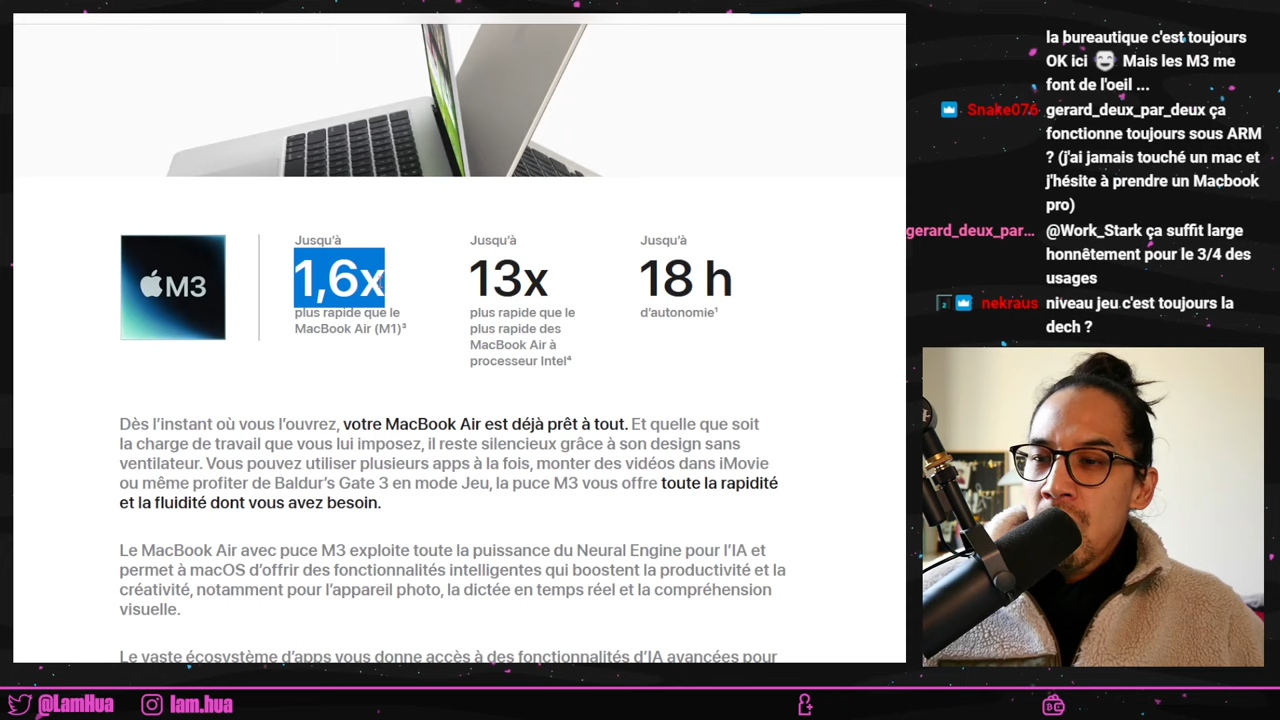 M3
Jusqu'à
1,6x
plus rapide que le
MacBook Air (M1)³
Jusqu'à
13x
plus rapide que le
plus rapide des
MacBook Air à
processeur Intel⁴
Jusqu'à
18 h
d'autonomie¹
Dès l'instant où vous l'ouvrez, votre MacBook Air est déjà prêt à tout. Et quelle que soit
la charge de travail que vous lui imposez, il reste silencieux grâce à son design sans
ventilateur. Vous pouvez utiliser plusieurs apps à la fois, monter des vidéos dans iMovie
ou même profiter de Baldur's Gate 3 en mode Jeu, la puce M3 vous offre toute la rapidité
et la fluidité dont vous avez besoin.
Le MacBook Air avec puce M3 exploite toute la puissance du Neural Engine pour l'IA et
permet à macOS d'offrir des fonctionnalités intelligentes qui boostent la productivité et la
créativité, notamment pour l'appareil photo, la dictée en temps réel et la compréhension
visuelle.
Le vaste écosystème d'apps vous donne accès à des fonctionnalités d'IA avancées pour
la bureautique c'est toujours
OK ici Mais les M3 me
font de l'oeil ...
Snake076 gerard_deux_par_deux ça
fonctionne toujours sous ARM
? (j'ai jamais touché un mac et
j'hésite à prendre un Macbook
pro)
gerard_deux_par... @Work_Stark ça suffit large
honnêtement pour le 3/4 des
usages
2 nekraus niveau jeu c'est toujours la
dech ?
@LamHua
lam.hua